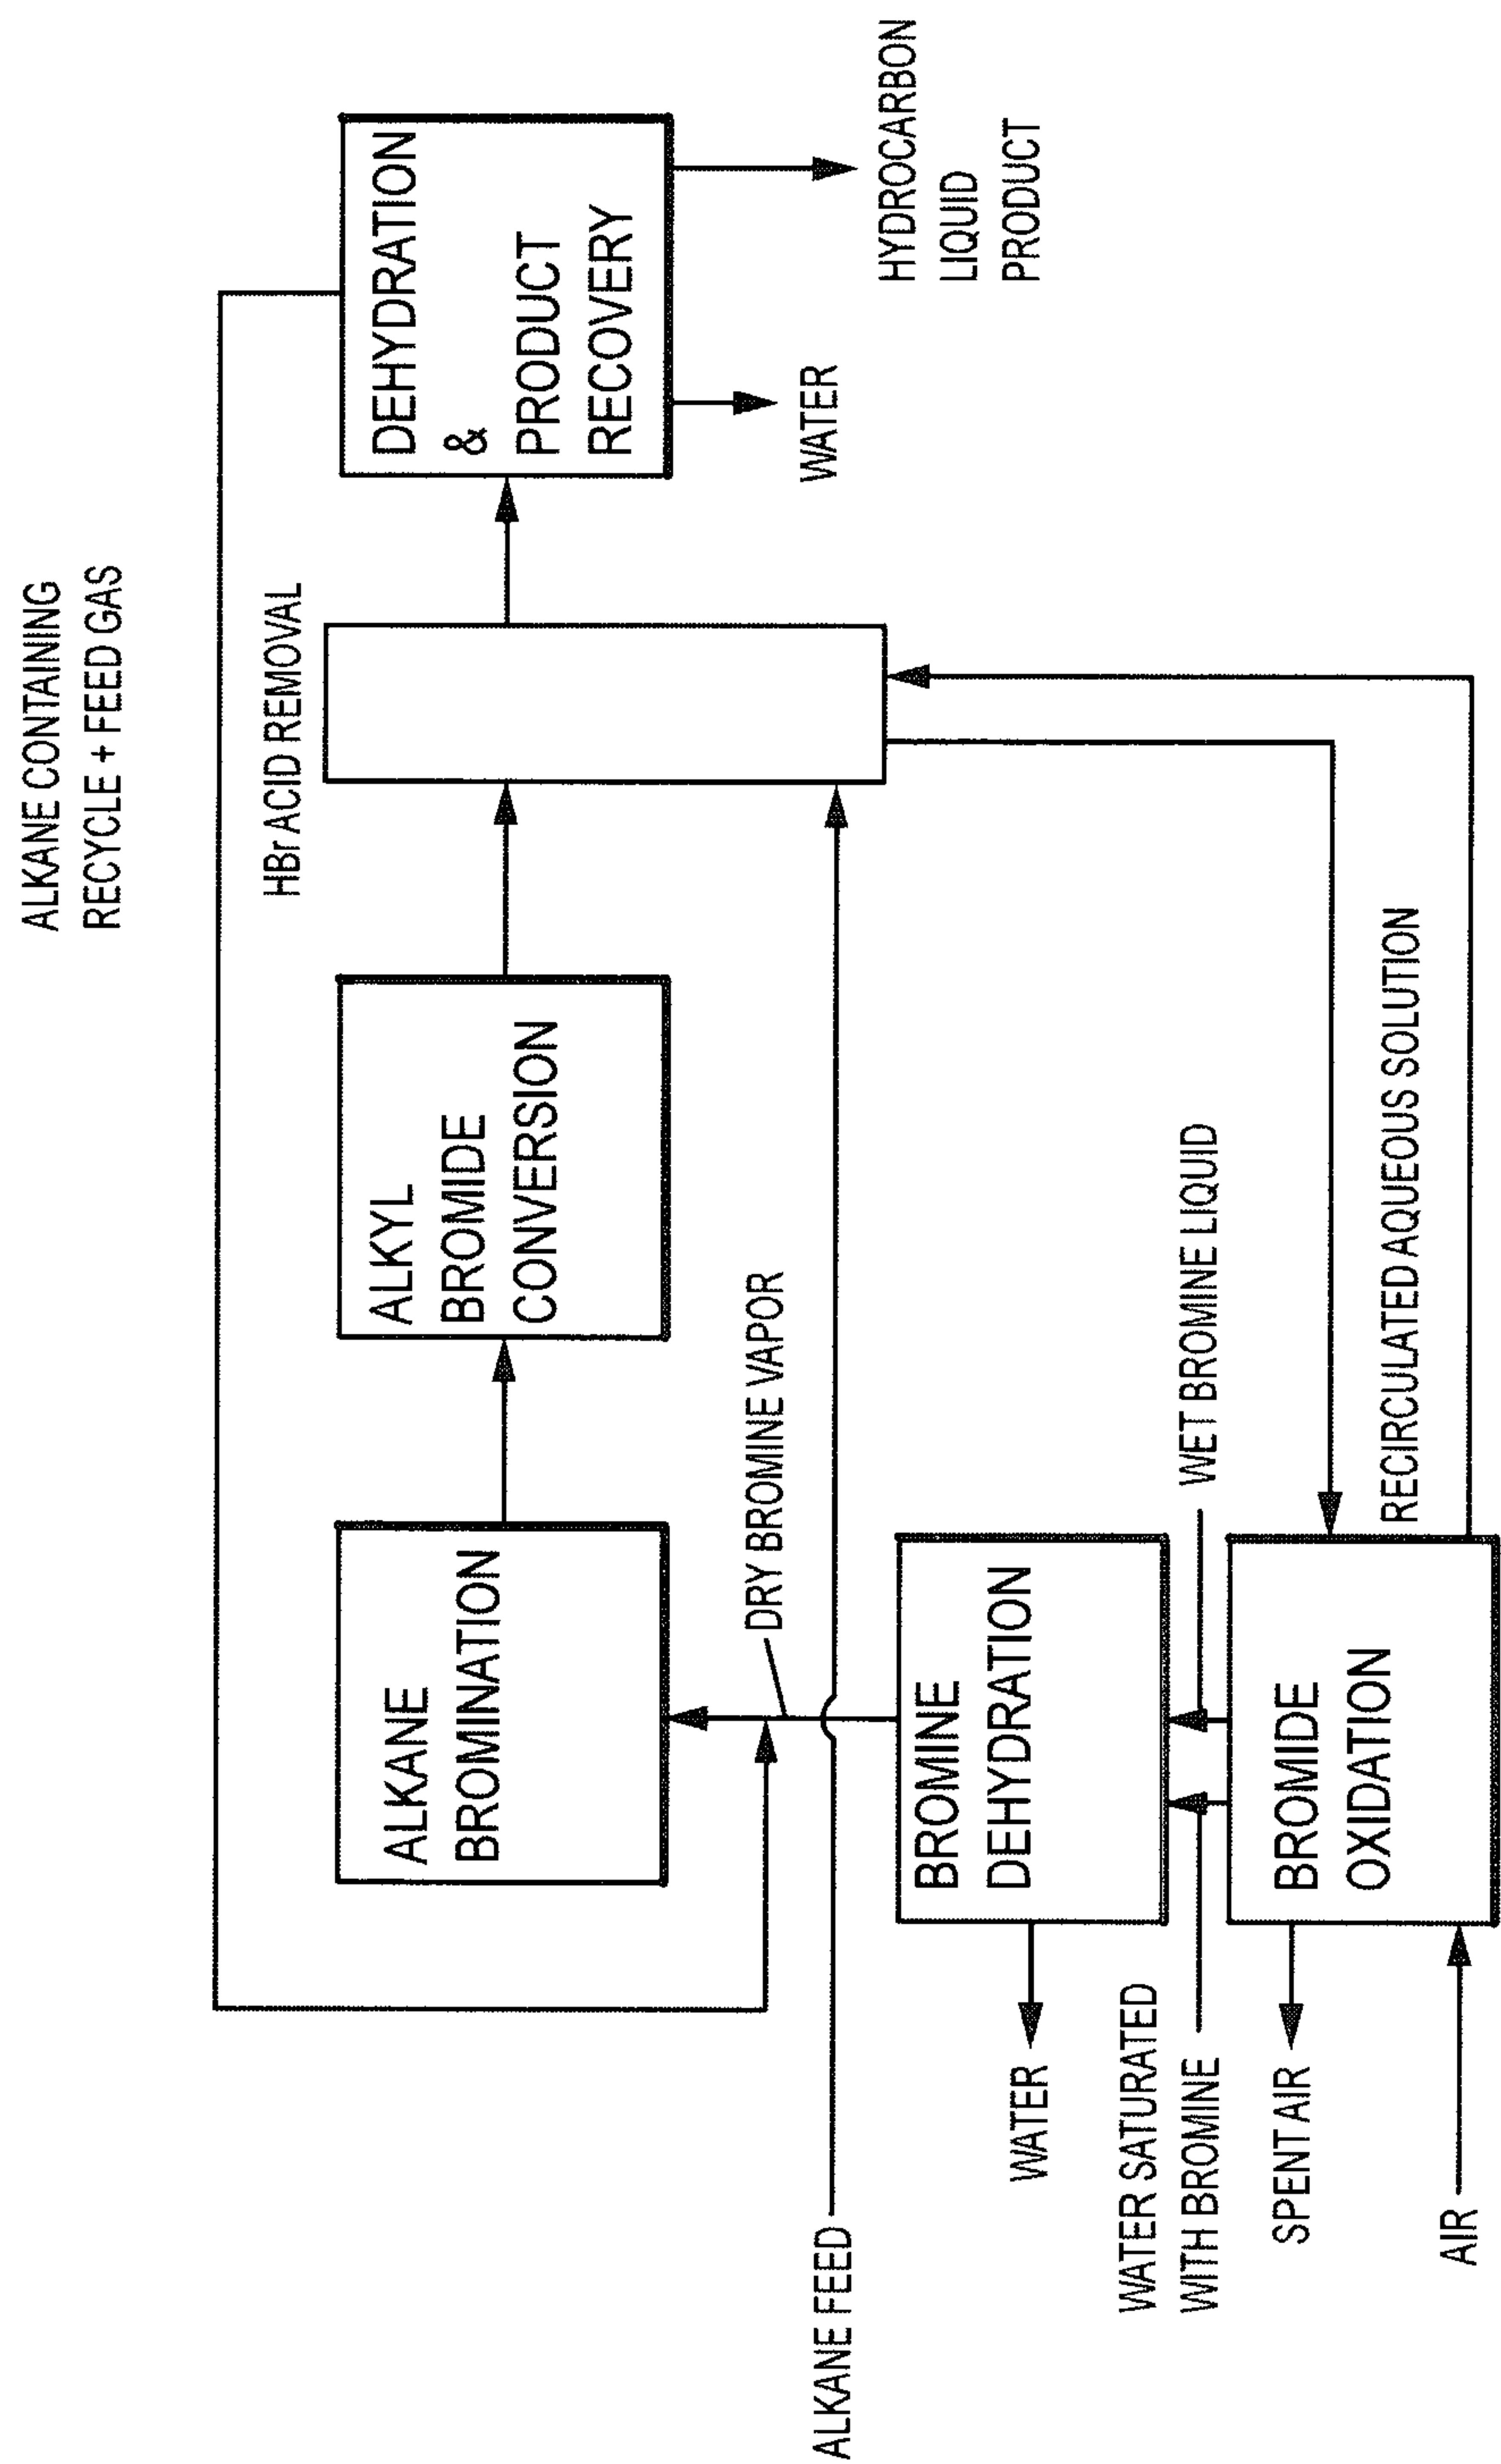 ALKANE CONTAINING
RECYCLE + FEED GAS
HBr ACID REMOVAL
ALKANE
BROMINATION
ALKYL
BROMIDE
CONVERSION
DEHYDRATION
&
PRODUCT
RECOVERY
DRY BROMINE VAPOR
WATER
HYDROCARBON
LIQUID
PRODUCT
ALKANE FEED
BROMINE
DEHYDRATION
WATER
WATER SATURATED
WITH BROMINE
WET BROMINE LIQUID
BROMIDE
OXIDATION
SPENT AIR
AIR
RECIRCULATED AQUEOUS SOLUTION